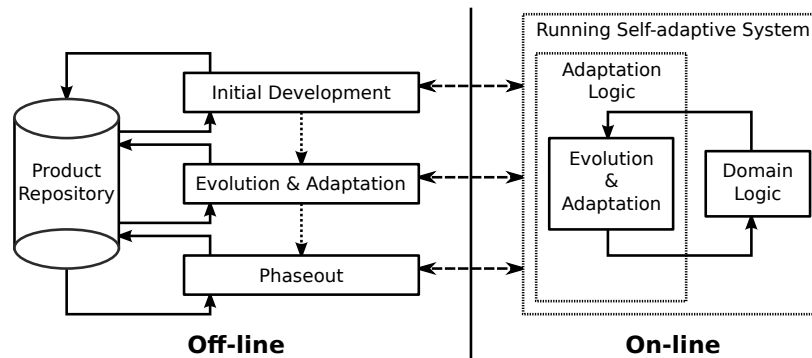 Running Self-adaptive System
Adaptation
Logic
Initial Development
Product
Repository
Evolution & Adaptation
Evolution
&
Adaptation
Domain
Logic
Phaseout
Off-line
On-line